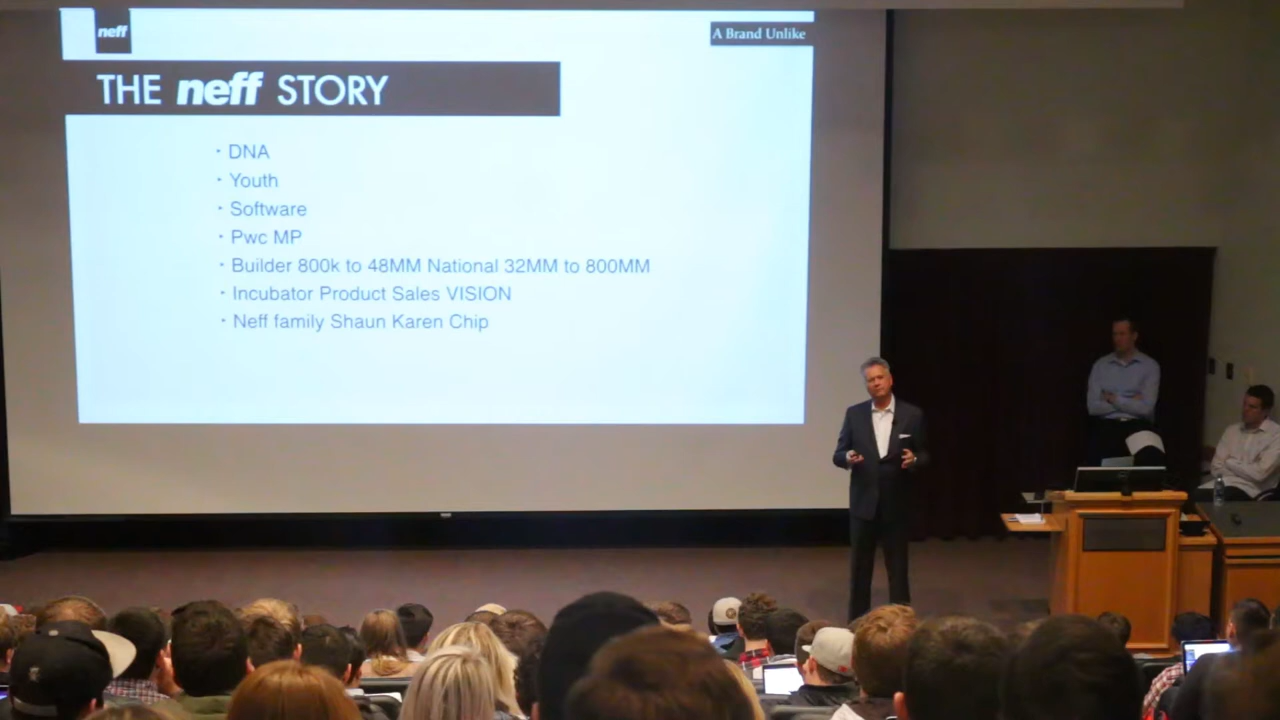 neff
A Brand Unlike
THE neff STORY
· DNA
· Youth
· Software
· Pwc MP
· Builder 800k to 48MM National 32MM to 800MM
· Incubator Product Sales VISION
· Neff family Shaun Karen Chip